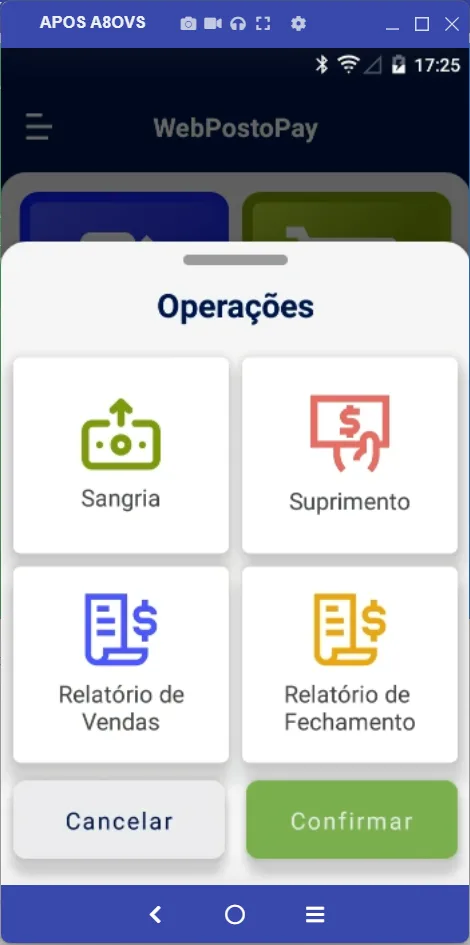 APOS A8OVS
17:25
WebPostoPay
Operações
Sangria
Suprimento
Relatório de
Vendas
Relatório de
Fechamento
Cancelar
Confirmar